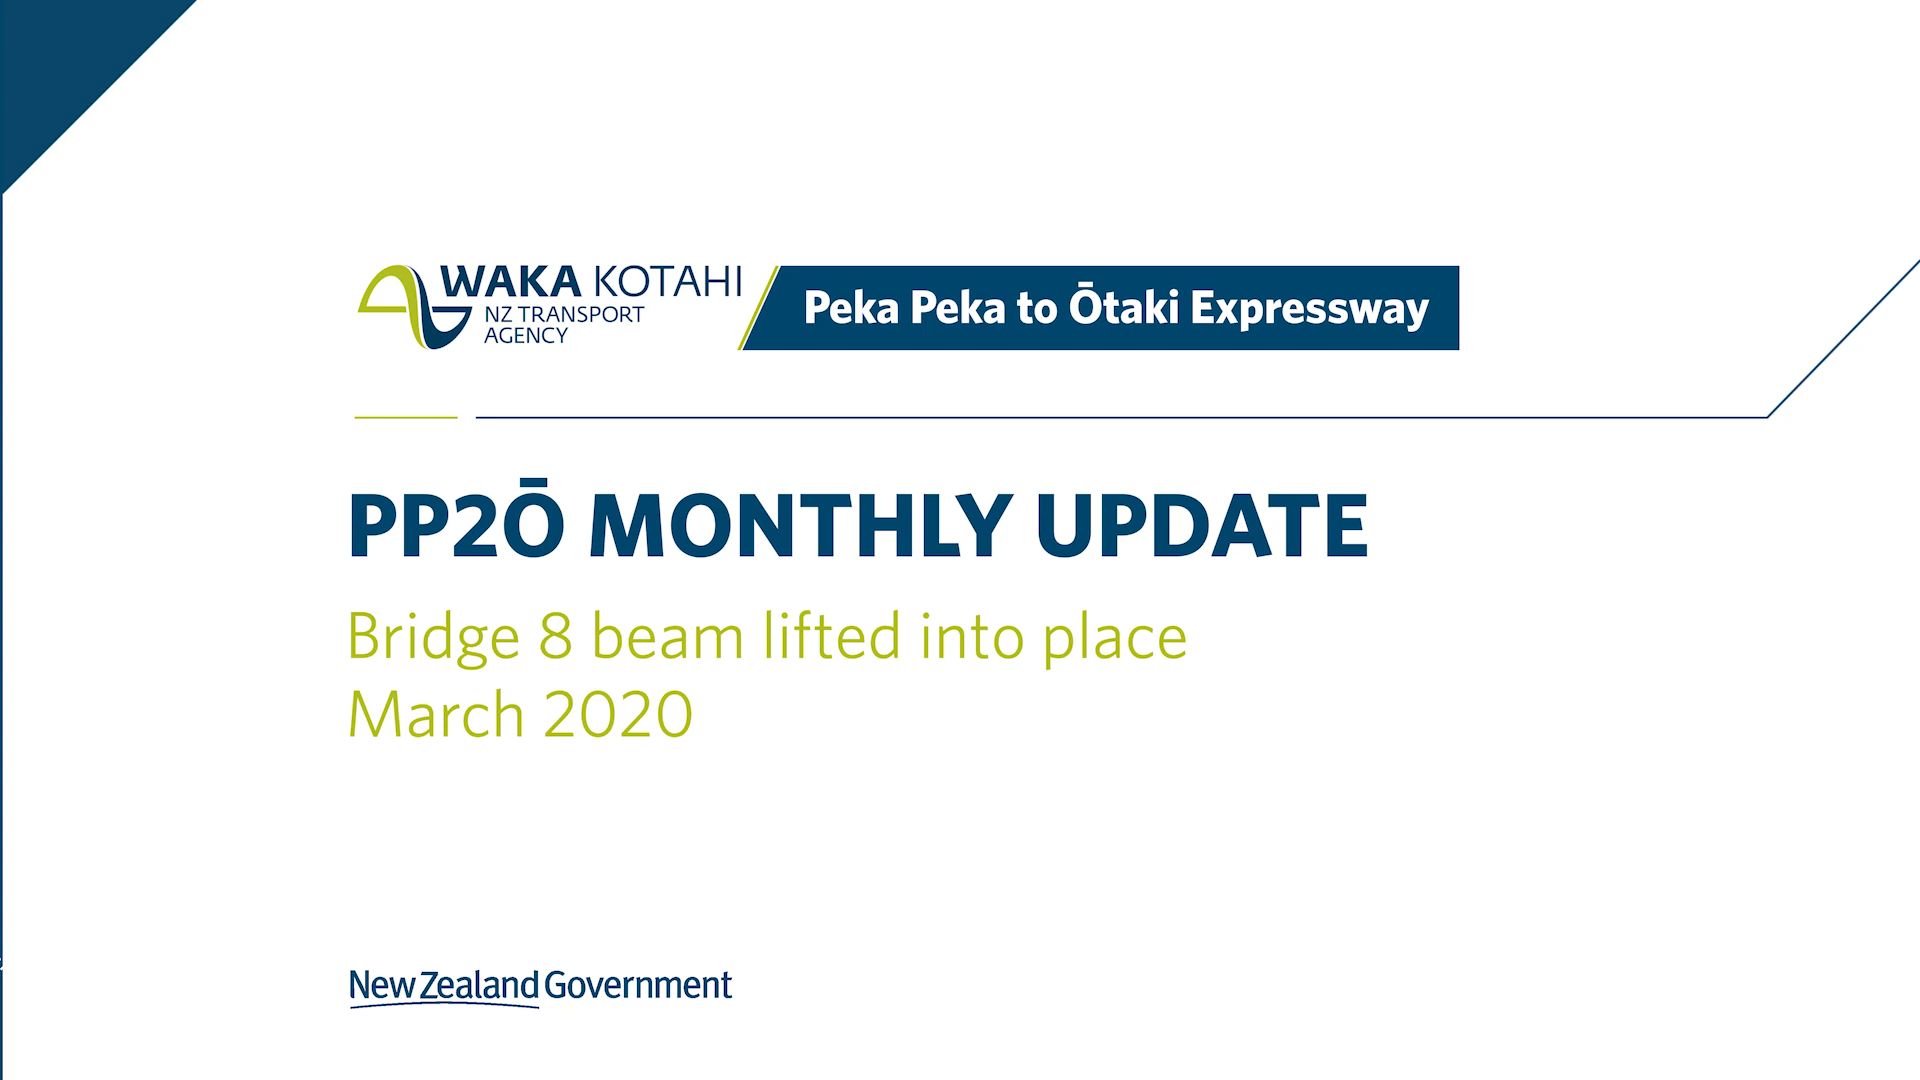 WAKA KOTAHI
NZ TRANSPORT
AGENCY
Peka Peka to Ōtaki Expressway
PP2Ō MONTHLY UPDATE
Bridge 8 beam lifted into place
March 2020
New Zealand Government